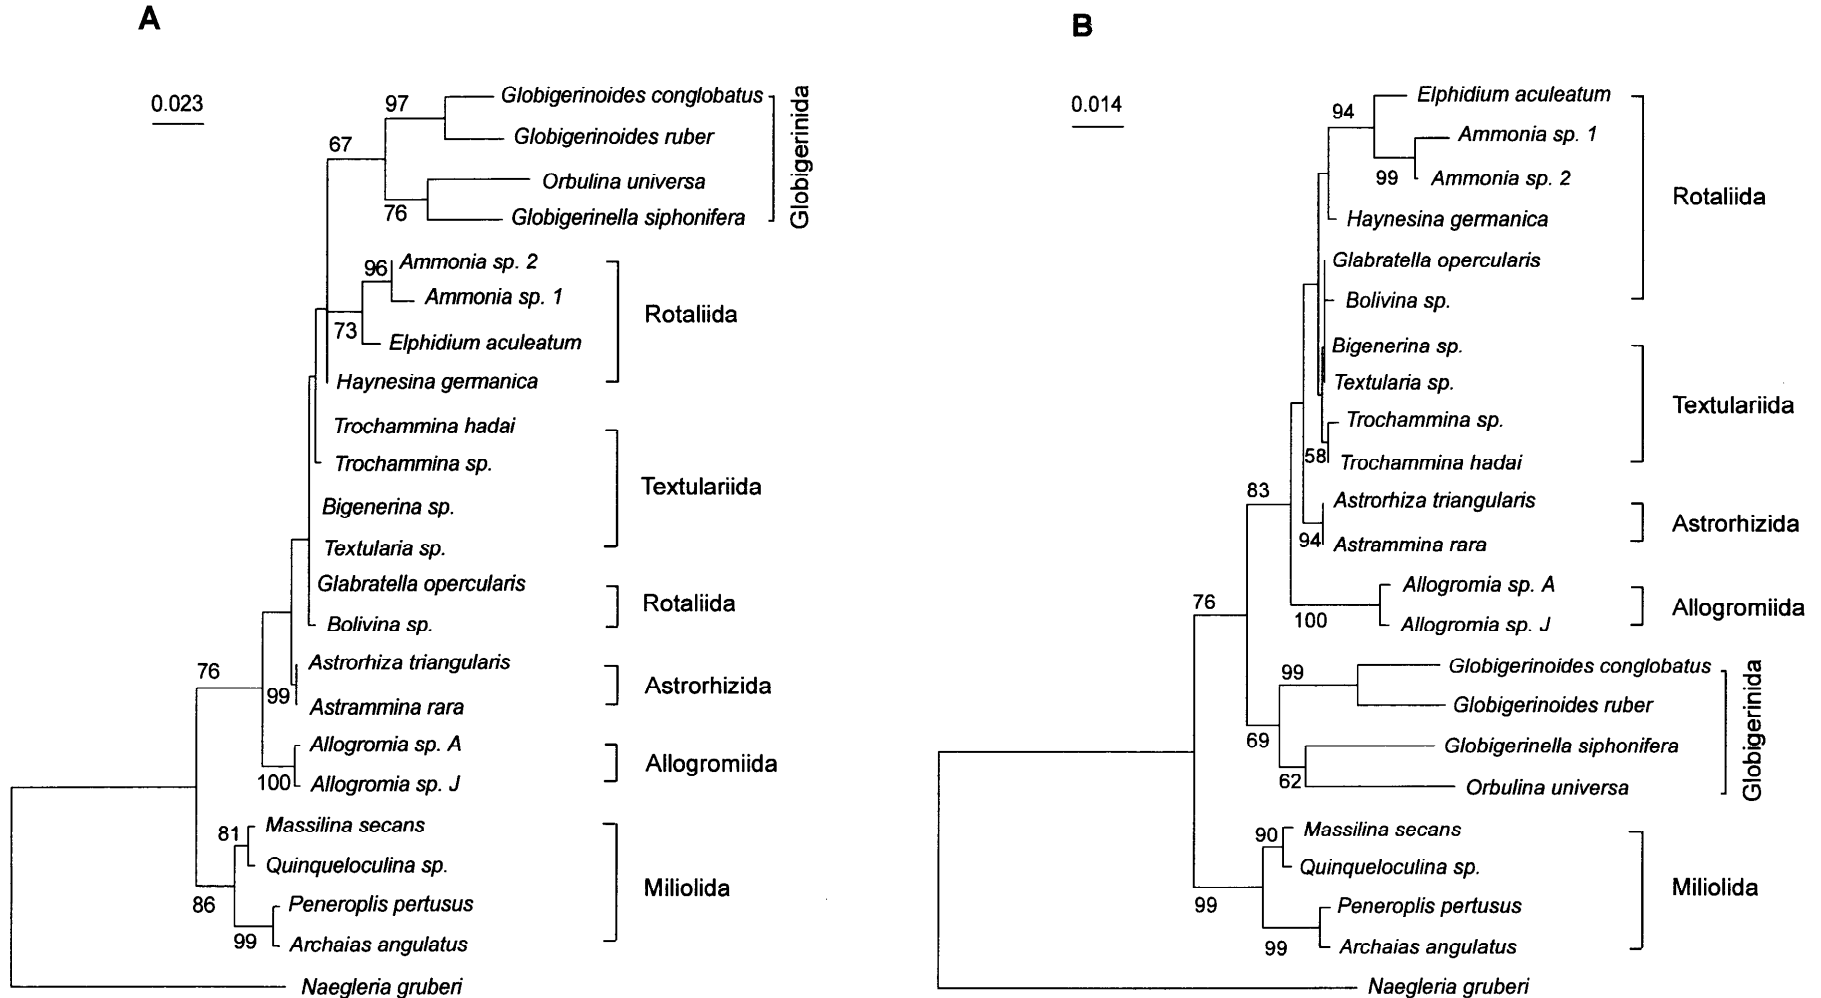 A
0.023
97
Globigerinoides conglobatus
Globigerinoides ruber
67
Orbulina universa
76
Globigerinella siphonifera
Globigerinida
96
Ammonia sp. 2
Ammonia sp. 1
73
Elphidium aculeatum
Haynesina germanica
Rotaliida
Trochammina hadai
Trochammina sp.
Bigenerina sp.
Textularia sp.
Textulariida
Glabratella opercularis
Bolivina sp.
Rotaliida
76
99
Astrorhiza triangularis
Astrammina rara
Astrorhizida
100
Allogromia sp. A
Allogromia sp. J
Allogromiida
81
Massilina secans
Quinqueloculina sp.
86
99
Peneroplis pertusus
Archaias angulatus
Miliolida
Naegleria gruberi
B
0.014
94
Elphidium aculeatum
Ammonia sp. 1
99
Ammonia sp. 2
Haynesina germanica
Glabratella opercularis
Bolivina sp.
Rotaliida
Bigenerina sp.
Textularia sp.
Trochammina sp.
58
Trochammina hadai
Textulariida
83
Astrorhiza triangularis
94
Astrammina rara
Astrorhizida
76
Allogromia sp. A
100
Allogromia sp. J
Allogromiida
99
Globigerinoides conglobatus
Globigerinoides ruber
69
Globigerinella siphonifera
62
Orbulina universa
Globigerinida
90
Massilina secans
Quinqueloculina sp.
99
Peneroplis pertusus
99
Archaias angulatus
Miliolida
Naegleria gruberi